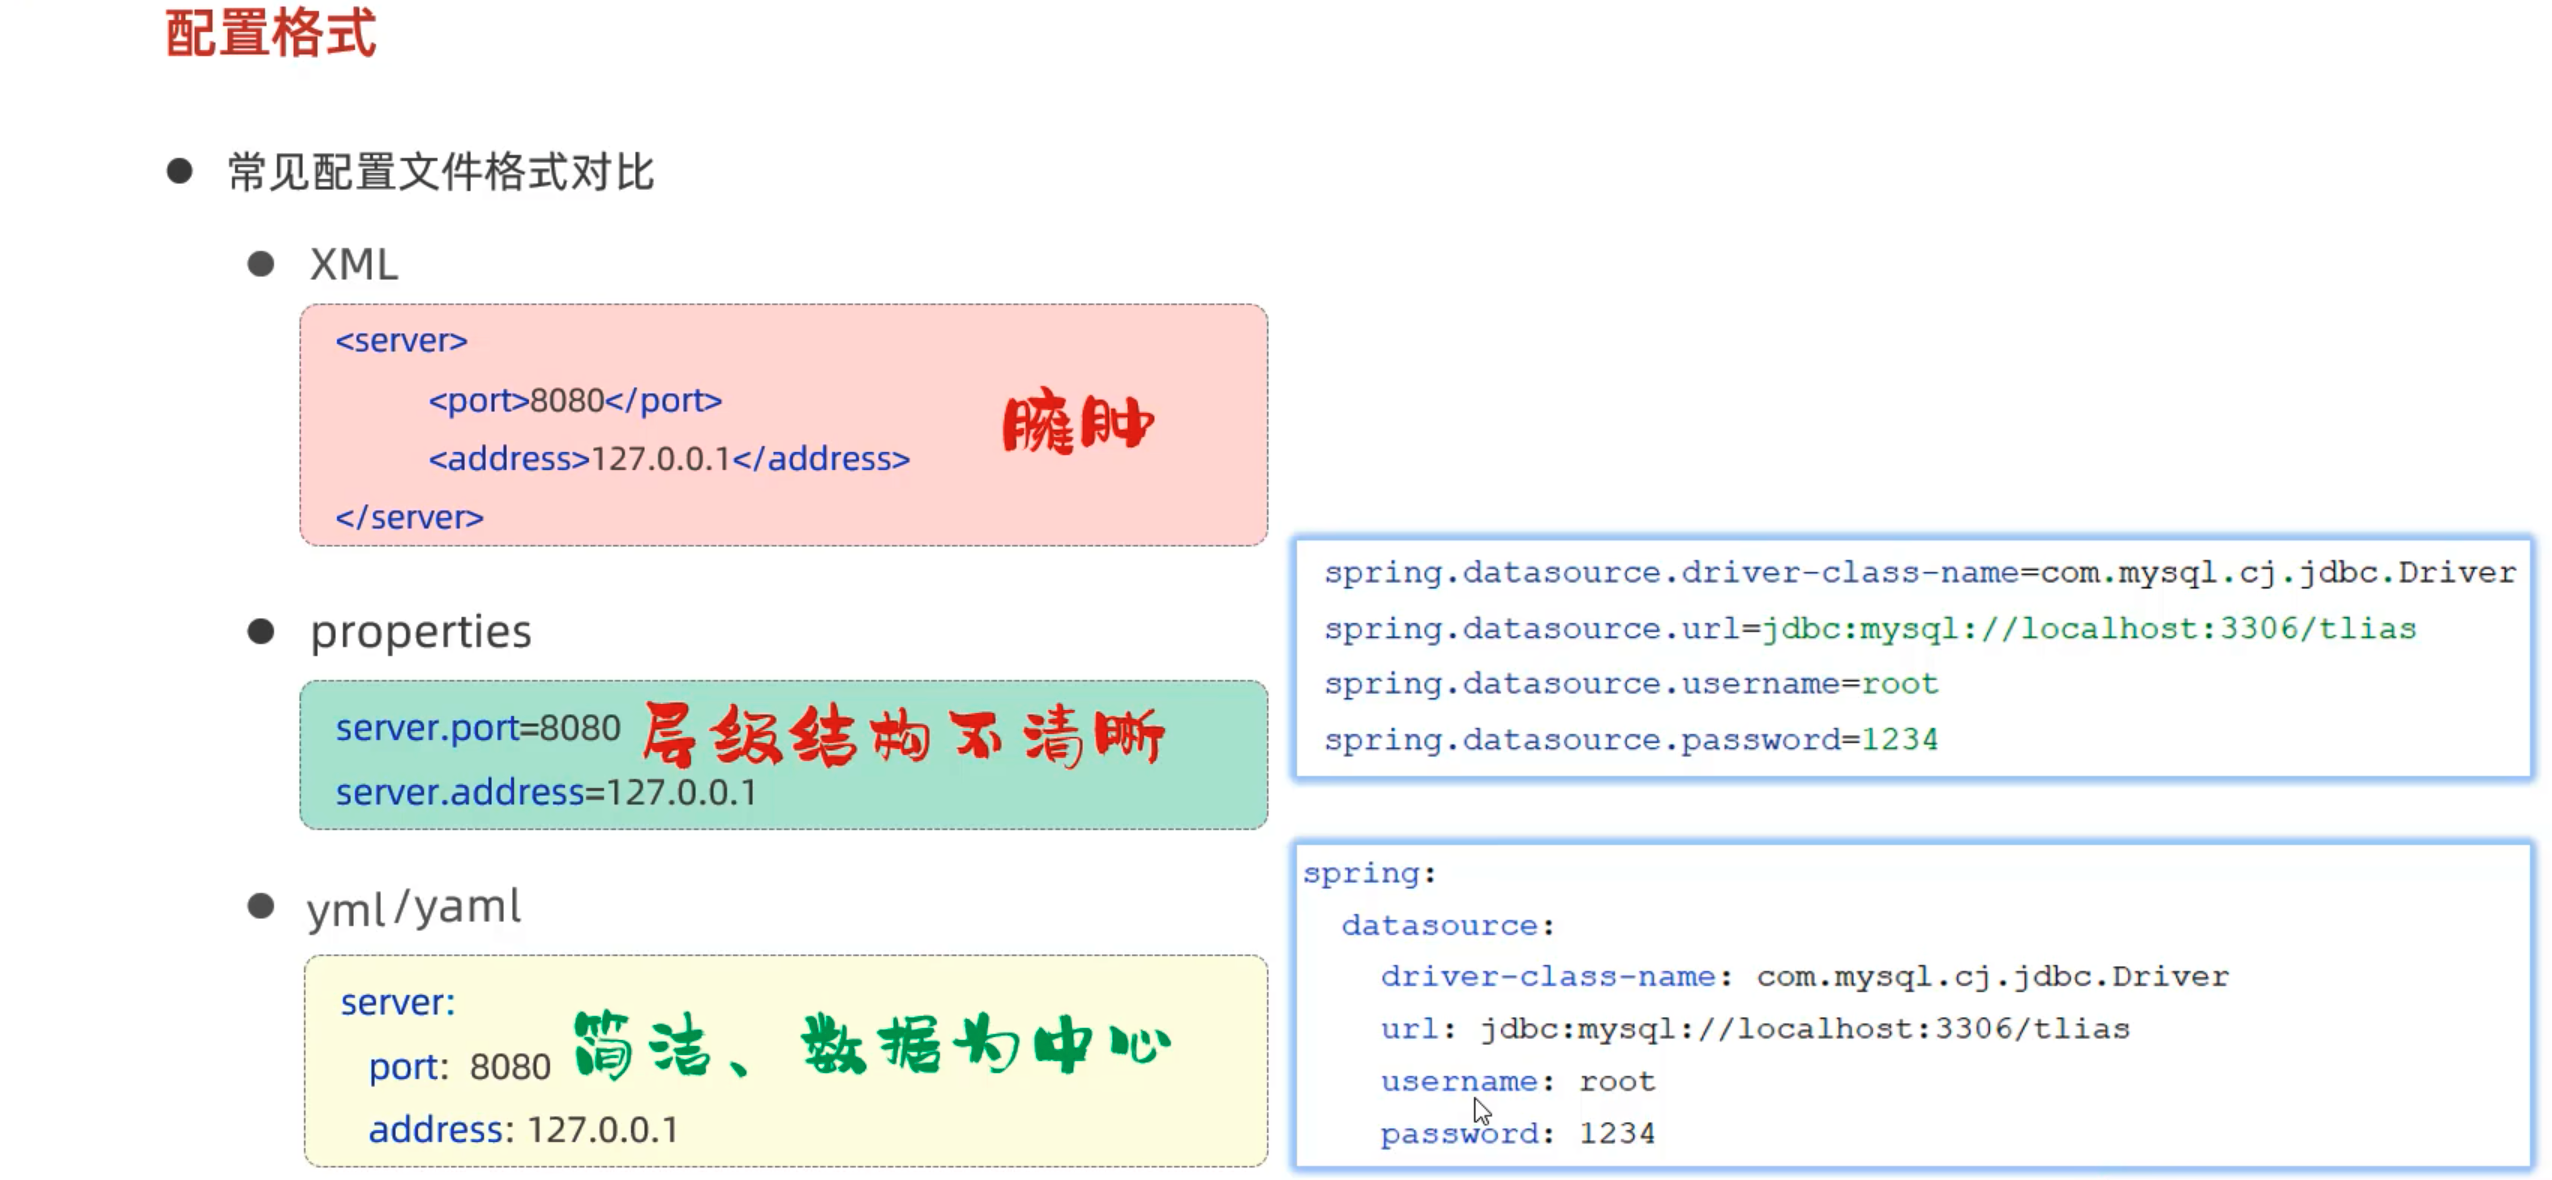 配置格式
常见配置文件格式对比
XML
<server>
<port>8080</port>
<address>127.0.0.1</address>
</server>
臃肿
properties
server.port=8080
server.address=127.0.0.1
层级结构不清晰
spring.datasource.driver-class-name=com.mysql.cj.jdbc.Driver
spring.datasource.url=jdbc:mysql://localhost:3306/tlias
spring.datasource.username=root
spring.datasource.password=1234
yml/yaml
server:
port: 8080
address: 127.0.0.1
简洁、数据为中心
spring:
datasource:
driver-class-name: com.mysql.cj.jdbc.Driver
url: jdbc:mysql://localhost:3306/tlias
username: root
password: 1234